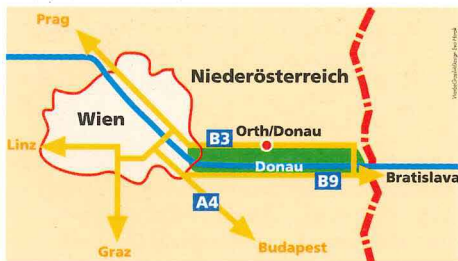 Prag
Niederösterreich
Wien
Linz
B3
Orth/Donau
Donau
B9
Bratislava
A4
Graz
Budapest